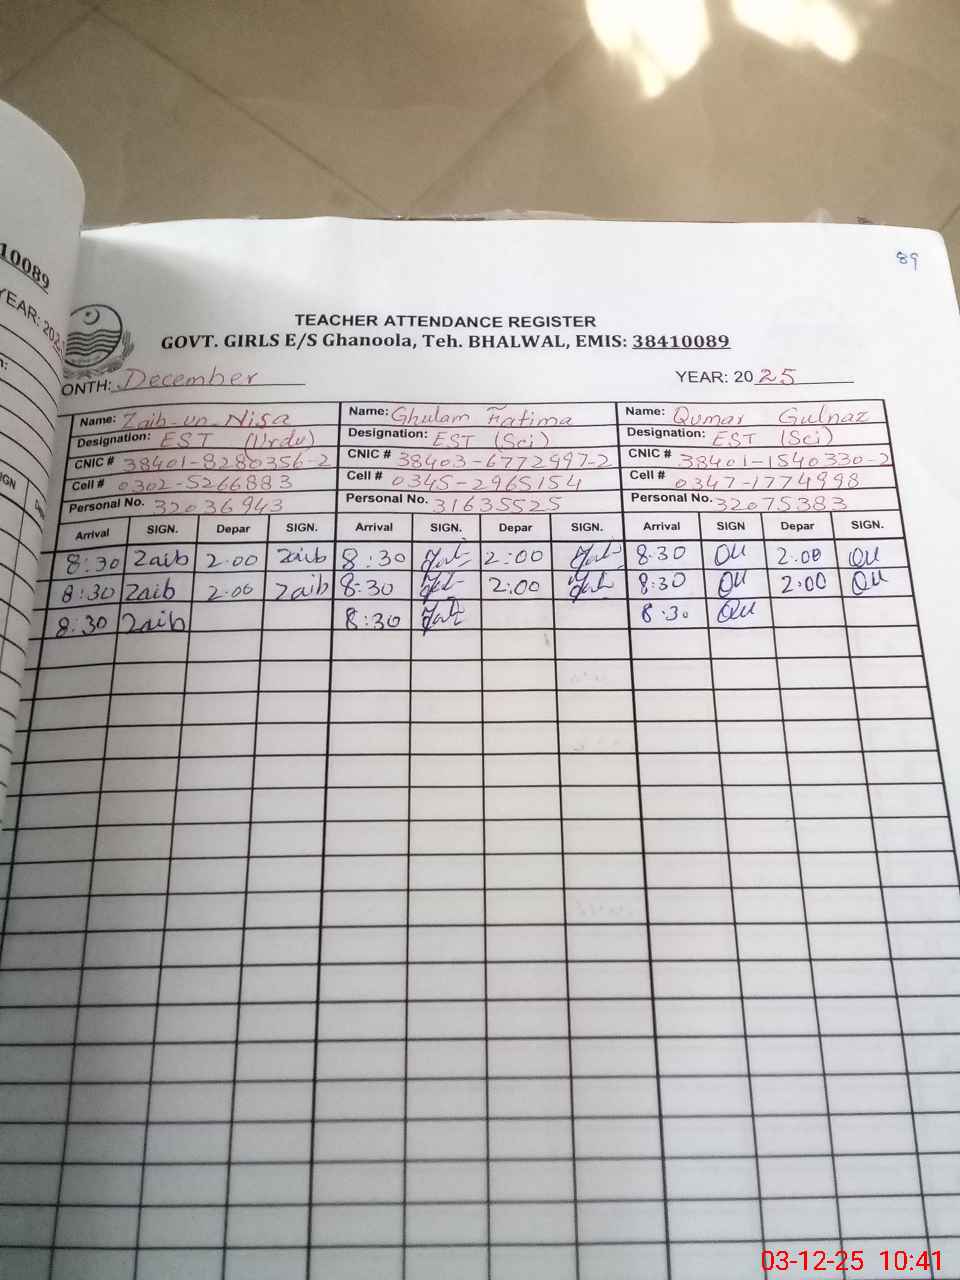 10089
YEAR: 202
89
TEACHER ATTENDANCE REGISTER
GOVT. GIRLS E/S Ghanoola, Teh. BHALWAL, EMIS: 38410089
ONTH: December YEAR: 2025
Name: Zaib-un-Nisa Name: Ghulam Fatima Name: Qumar Gulnaz
Designation: EST (Urdu) Designation: EST (Sci) Designation: EST (Sci)
CNIC # 38401-8280356-2 CNIC # 38403-6772997-2 CNIC # 38401-1540330-2
Cell # 0302-5266883 Cell # 0345-2965154 Cell # 0347-1774998
Personal No. 32036943 Personal No. 31635525 Personal No. 32075383
Arrival SIGN. Depar SIGN. Arrival SIGN. Depar SIGN. Arrival SIGN Depar SIGN.
8:30 Zaib 2.00 Zaib 8:30 2:00 8.30 Qu 2.00 Qu
8:30 Zaib 2.00 Zaib 8:30 2:00 8:30 Qu 2:00 Qu
8:30 Zaib 8:30 8:30 Qu
03-12-25 10:41